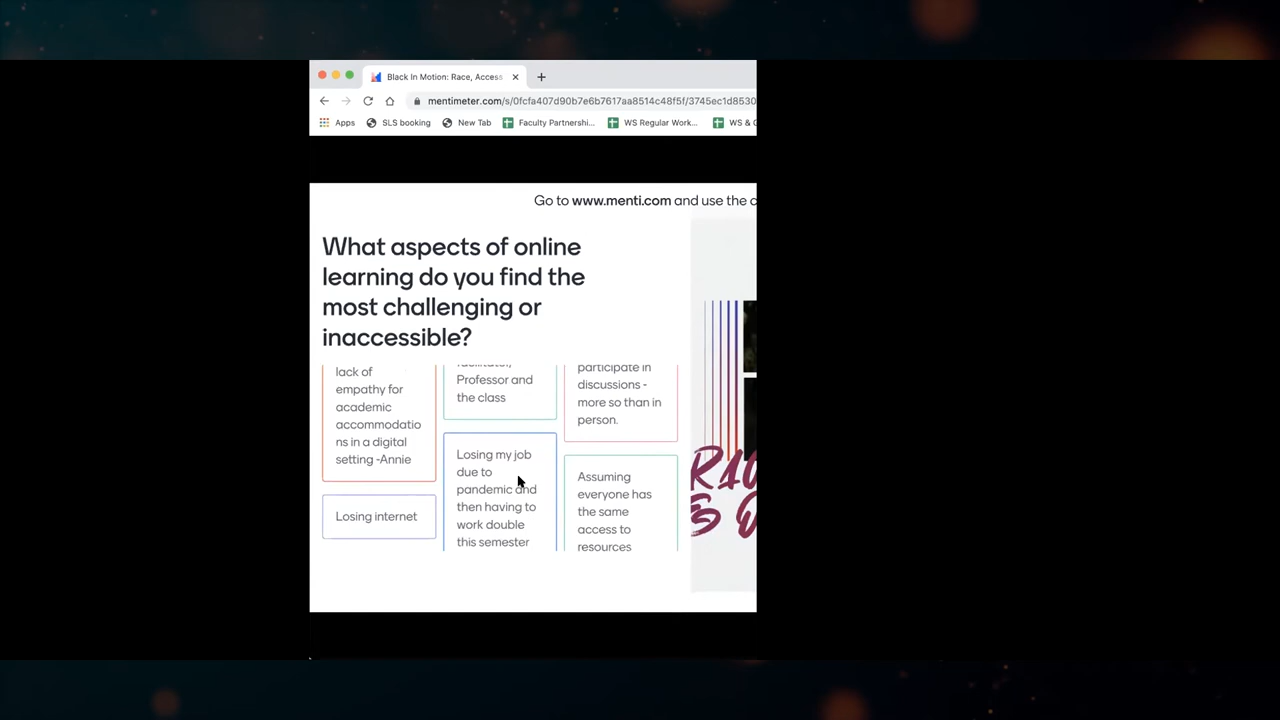 Black In Motion: Race, Access
mentimeter.com/s/0fcfa407d90b7e6b7617aa8514c48f5f/3745ec1d8530
Apps
SLS booking
New Tab
Faculty Partnershi...
WS Regular Work...
WS &
Go to www.menti.com and use the c
What aspects of online
learning do you find the
most challenging or
inaccessible?
lack of
empathy for
academic
accommodatio
ns in a digital
setting -Annie
Losing internet
facilitator,
Professor and
the class
Losing my job
due to
pandemic and
then having to
work double
this semester
participate in
discussions -
more so than in
person.
Assuming
everyone has
the same
access to
resources